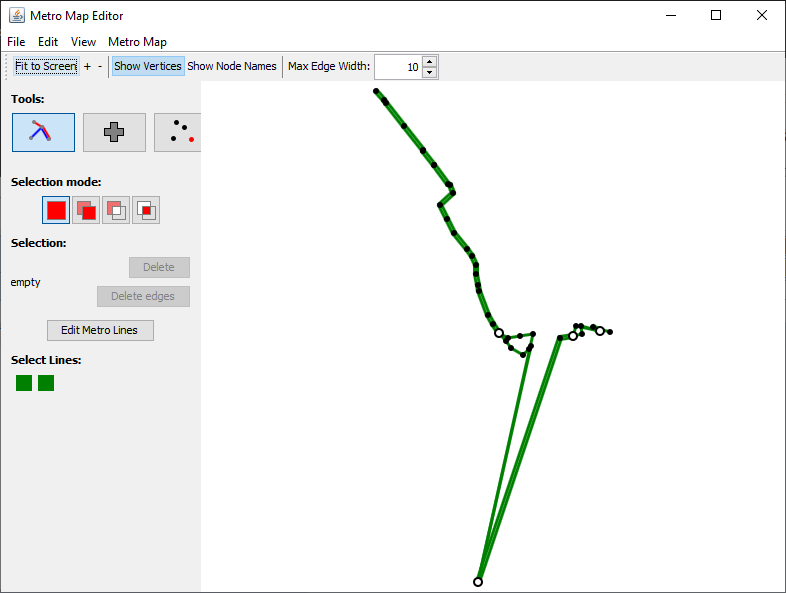 Metro Map Editor
File Edit View Metro Map
Fit to Screen + - Show Vertices Show Node Names Max Edge Width: 10
Tools:
Selection mode:
Selection:
Delete
empty
Delete edges
Edit Metro Lines
Select Lines: